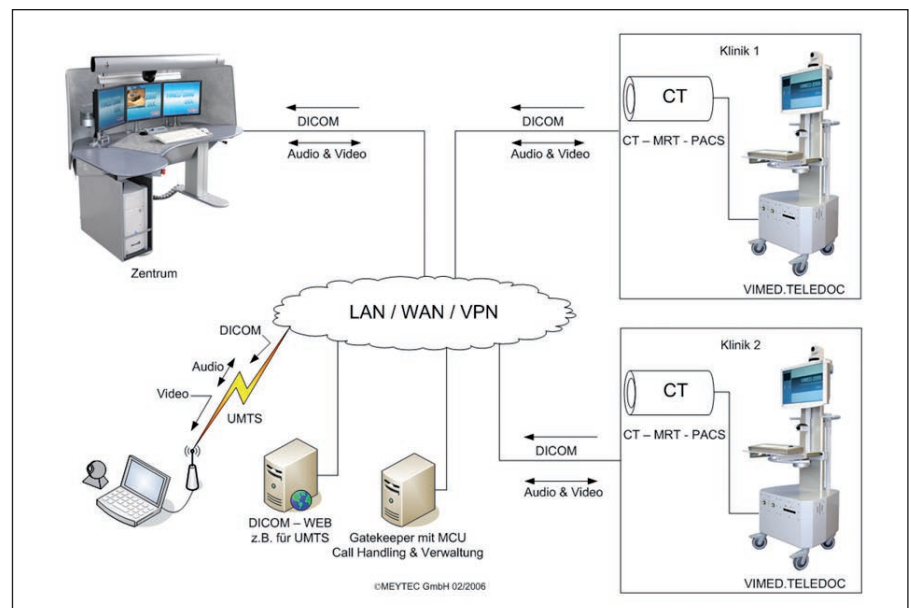 Klinik 1
CT
CT – MRT - PACS
VIMED.TELEDOC
DICOM
Audio & Video
DICOM
Audio & Video
Zentrum
LAN / WAN / VPN
DICOM
Audio
Video
UMTS
Klinik 2
CT
CT – MRT - PACS
VIMED.TELEDOC
DICOM
Audio & Video
DICOM – WEB
z.B. für UMTS
Gatekeeper mit MCU
Call Handling & Verwaltung
©MEYTEC GmbH 02/2006